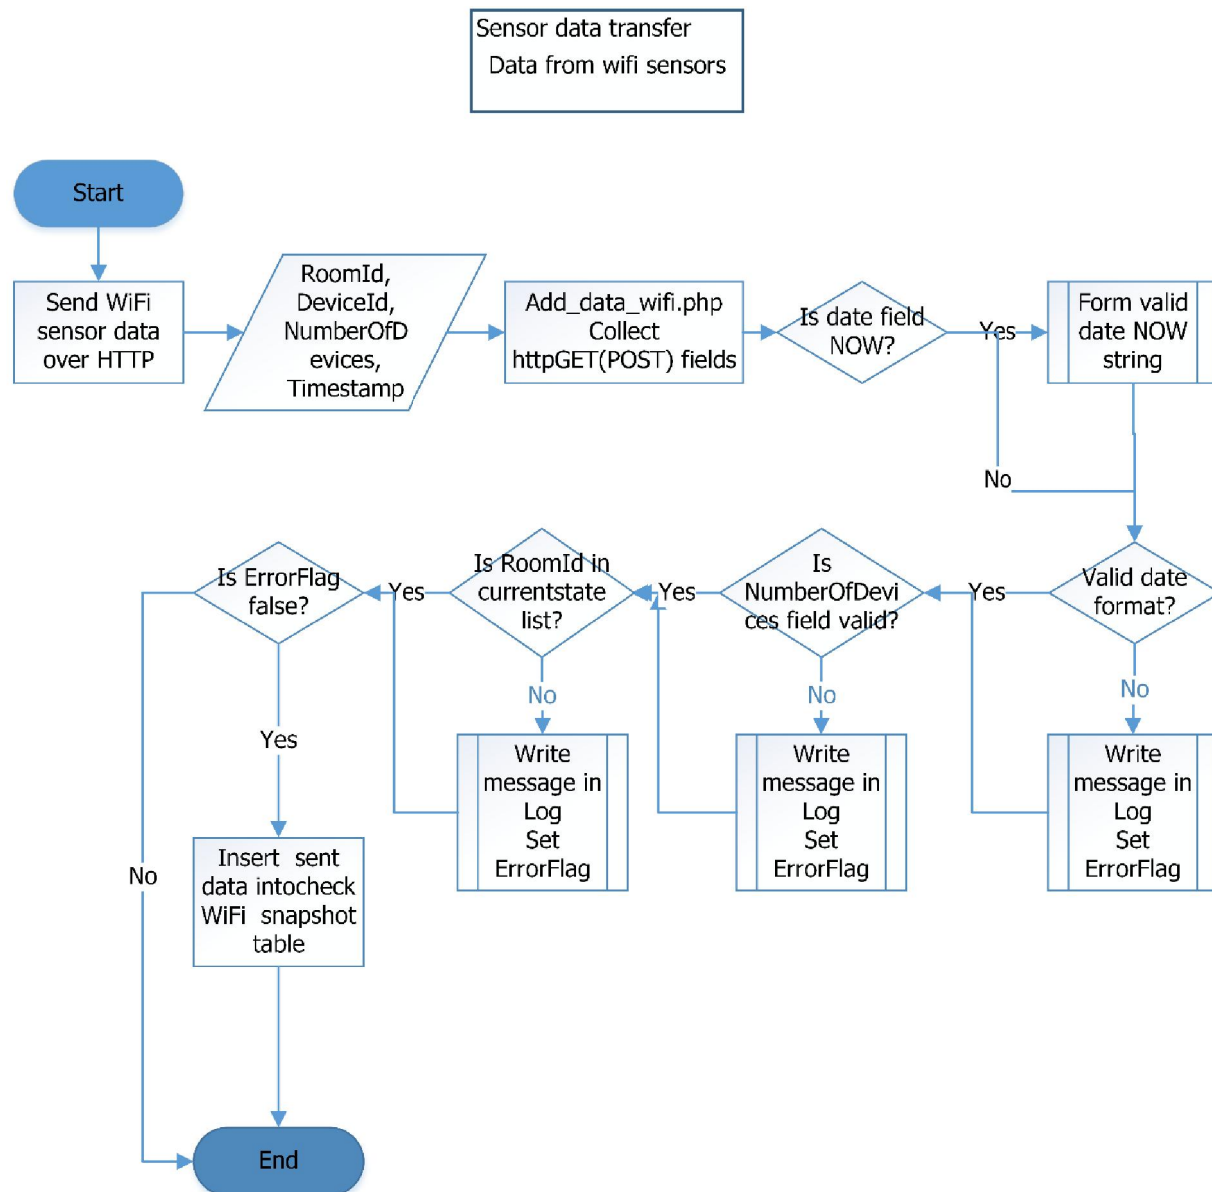 Sensor data transfer
Data from wifi sensors
Start
Send WiFi
sensor data
over HTTP
RoomId,
DeviceId,
NumberOfD
evices,
Timestamp
Add_data_wifi.php
Collect
httpGET(POST) fields
Is date field
NOW?
Yes
Form valid
date NOW
string
No
Is ErrorFlag
false?
Yes
Is RoomId in
currentstate
list?
Yes
Is
NumberOfDevi
ces field valid?
Yes
Valid date
format?
No
No
No
Yes
Write
message in
Log
Set
ErrorFlag
Write
message in
Log
Set
ErrorFlag
Write
message in
Log
Set
ErrorFlag
No
Insert sent
data intocheck
WiFi snapshot
table
End